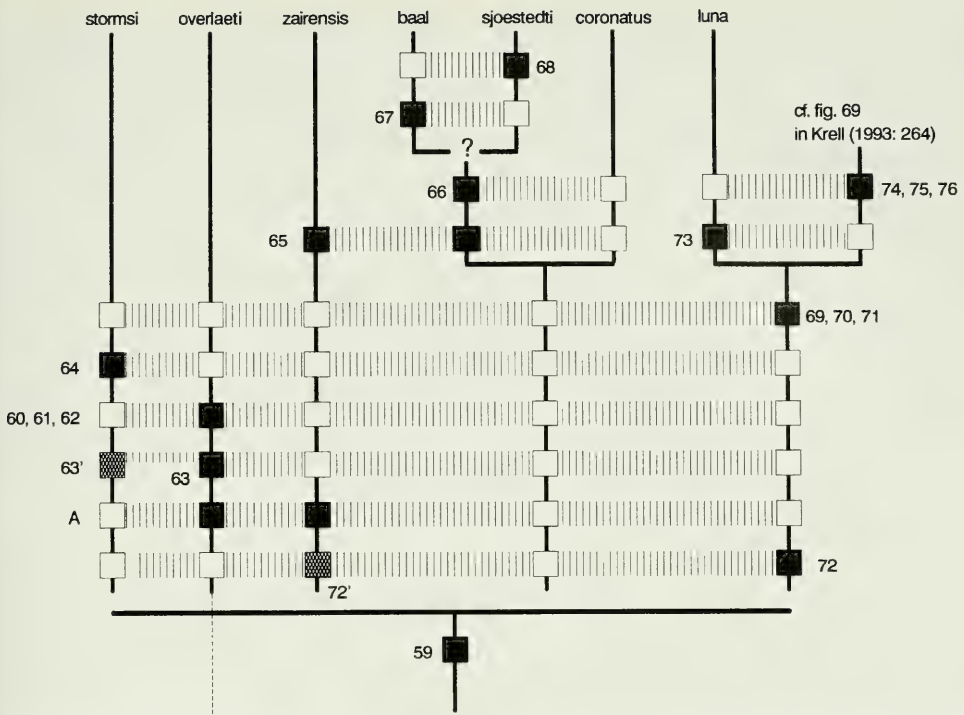 stormsi overlaeti zairensis baal sjoestedti coronatus luna
68
67
cf. fig. 69
in Krell (1993: 264)
?
66
74, 75, 76
65
73
69, 70, 71
64
60, 61, 62
63'
63
A
72
72'
59